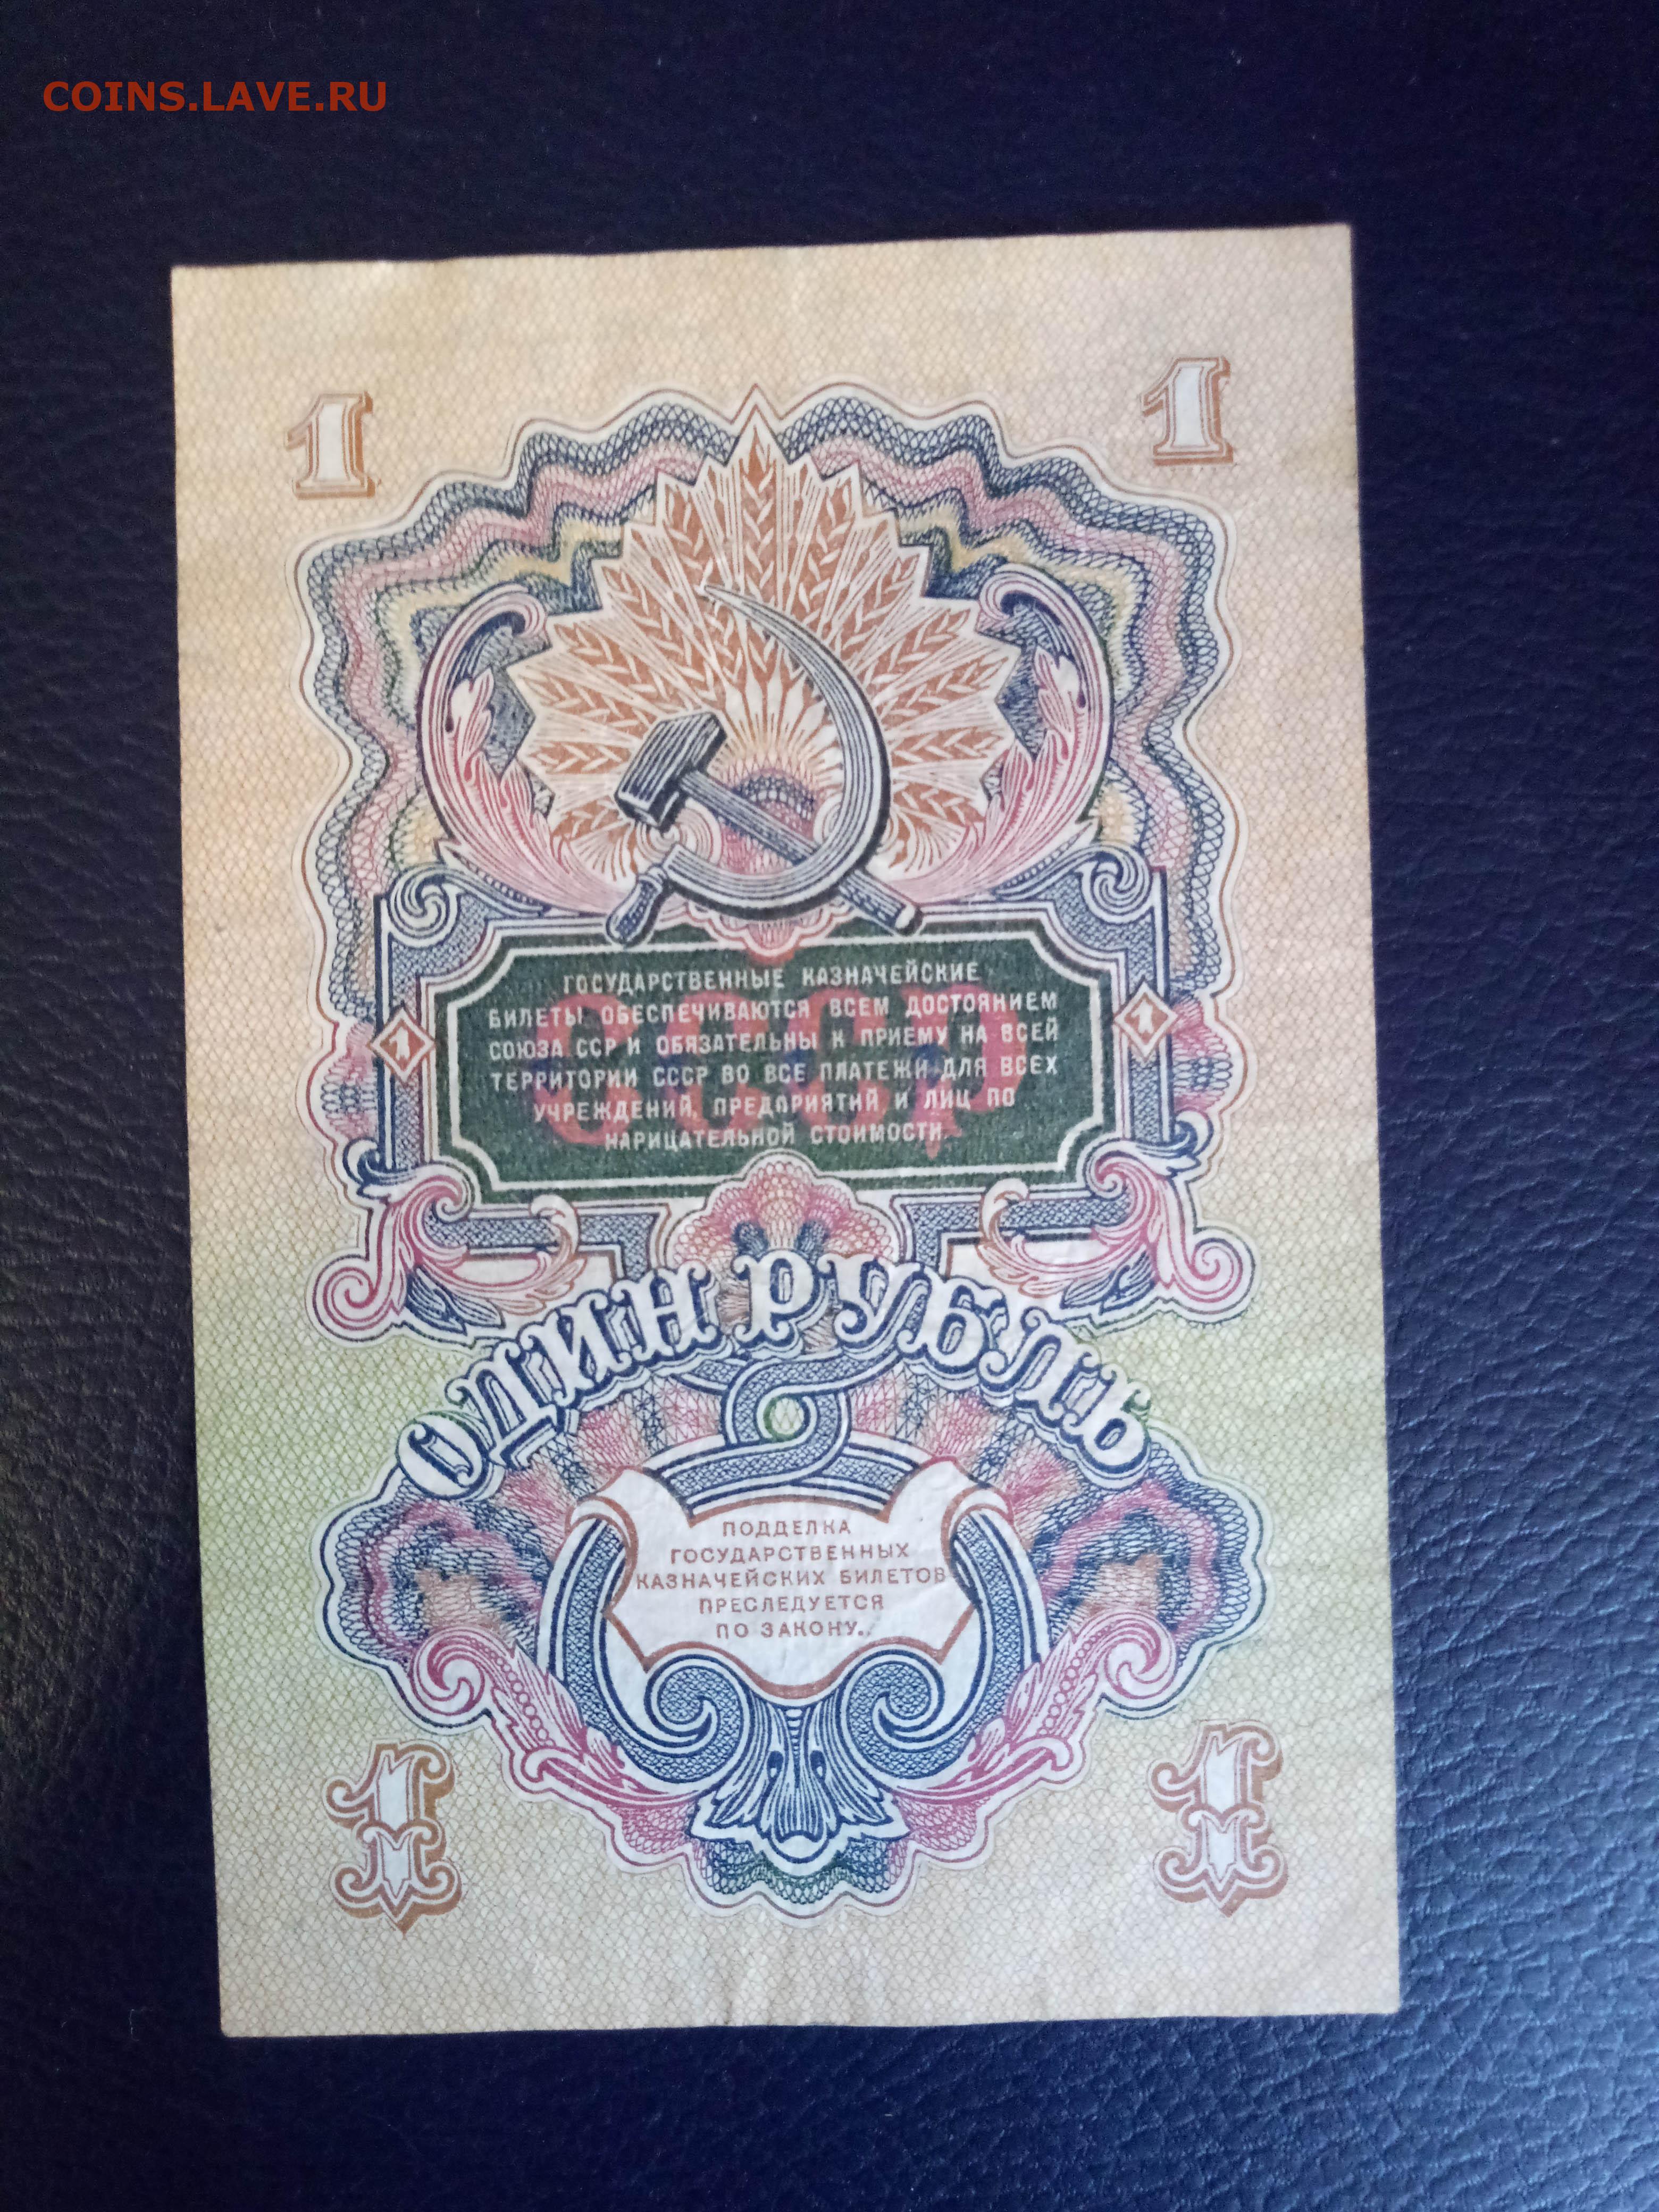 COINS.LAVE.RU
1 1
ГОСУДАРСТВЕННЫЕ КАЗНАЧЕЙСКИЕ
БИЛЕТЫ ОБЕСПЕЧИВАЮТСЯ ВСЕМ ДОСТОЯНИЕМ
СОЮЗА ССР И ОБЯЗАТЕЛЬНЫ К ПРИЕМУ НА ВСЕЙ
ТЕРРИТОРИИ СССР ВО ВСЕ ПЛАТЕЖИ ДЛЯ ВСЕХ
УЧРЕЖДЕНИЙ, ПРЕДПРИЯТИЙ И ЛИЦ ПО
НАРИЦАТЕЛЬНОЙ СТОИМОСТИ.
СССР
1 1
ОДИН РУБЛЬ
ПОДДЕЛКА
ГОСУДАРСТВЕННЫХ
КАЗНАЧЕЙСКИХ БИЛЕТОВ
ПРЕСЛЕДУЕТСЯ
ПО ЗАКОНУ..
1 1